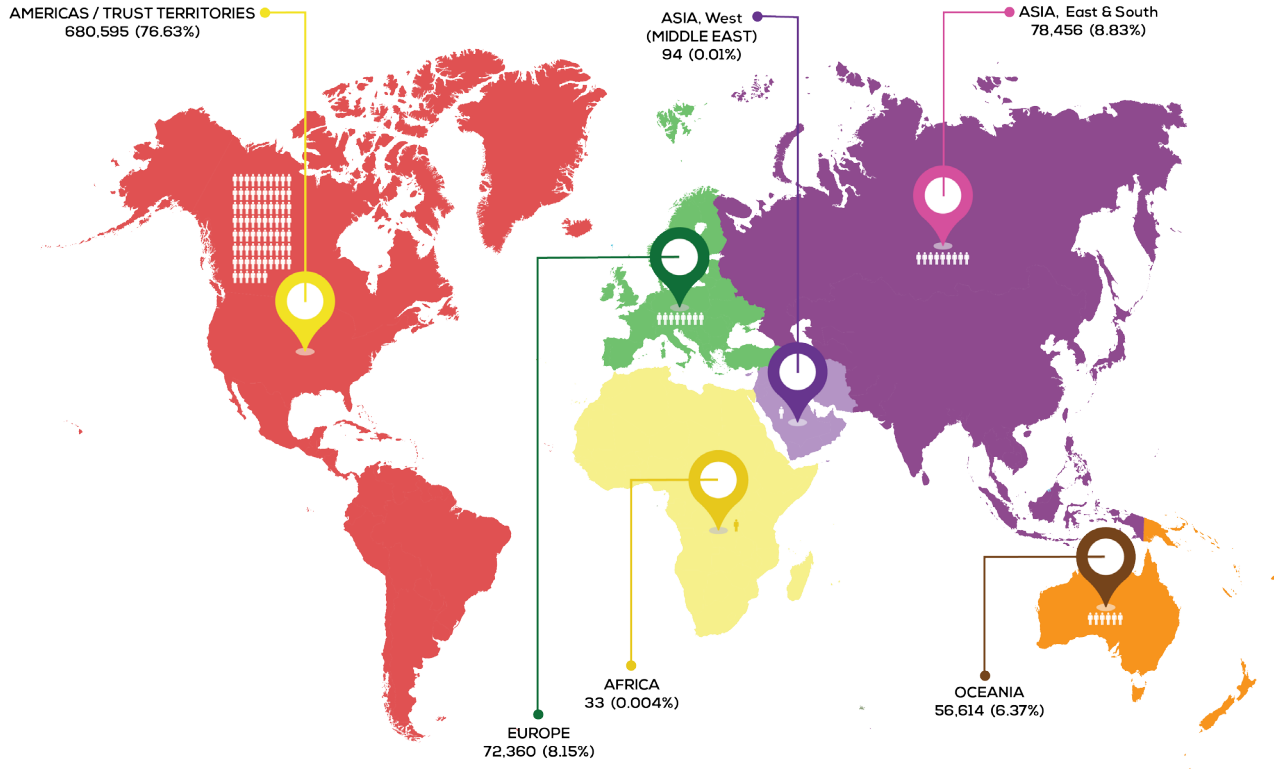 AMERICAS / TRUST TERRITORIES
680,595 (76.63%)
ASIA, West
(MIDDLE EAST)
94 (0.01%)
ASIA, East & South
78,456 (8.83%)
AFRICA
33 (0.004%)
OCEANIA
56,614 (6.37%)
EUROPE
72,360 (8.15%)